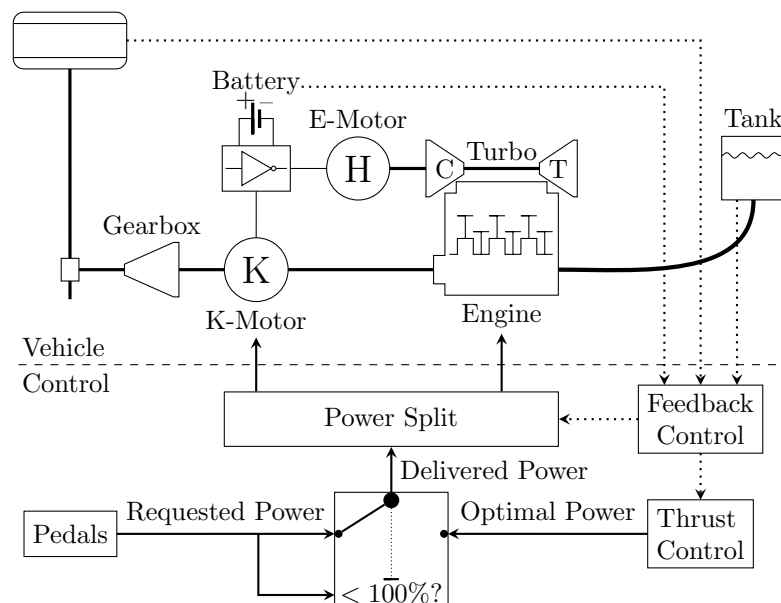 Battery
+ −
E-Motor
Tank
H
C
Turbo
T
Gearbox
K
K-Motor
Engine
Vehicle
Control
Power Split
Feedback
Control
Delivered Power
Pedals
Requested Power
Optimal Power
Thrust
Control
< 100%?